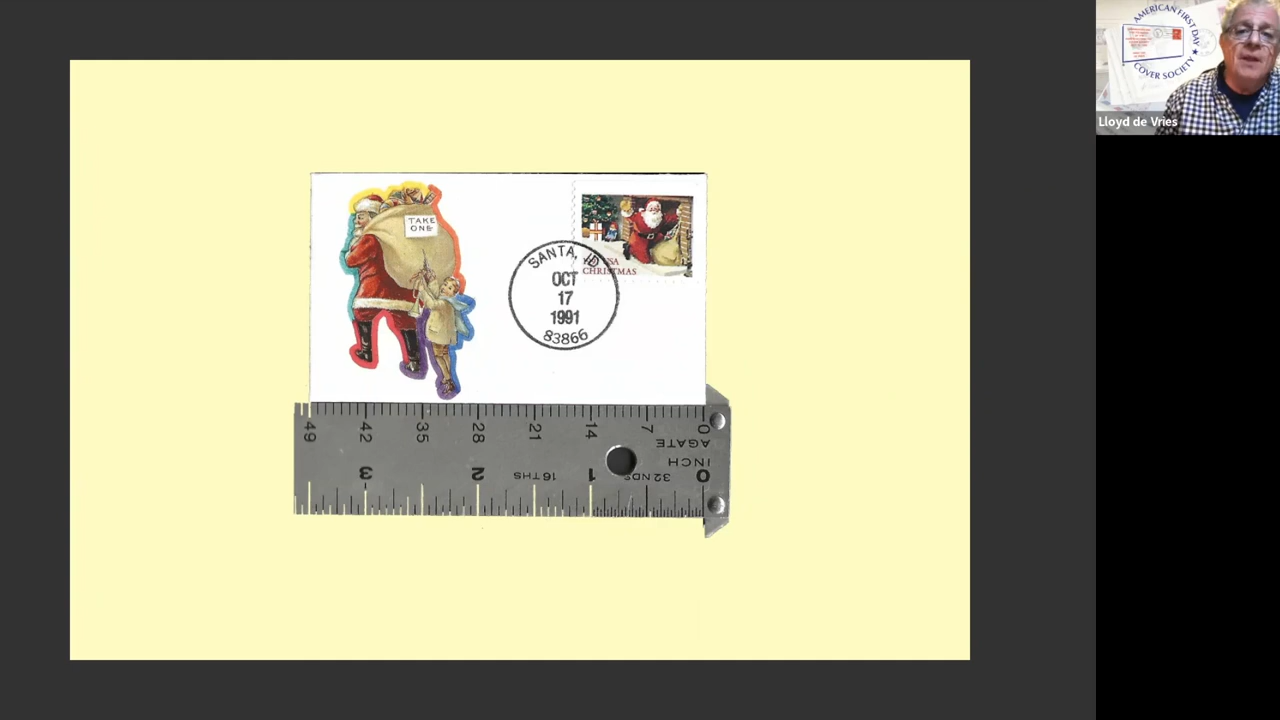 TAKE
ONE
USA
CHRISTMAS
SANTA, ID
OCT
17
1991
83866
49 42 35 28 21 14 7 0
AGATE
INCH
3 2 16THS 1 32NDS 0
AMERICAN FIRST DAY
COVER SOCIETY ★
Lloyd de Vries